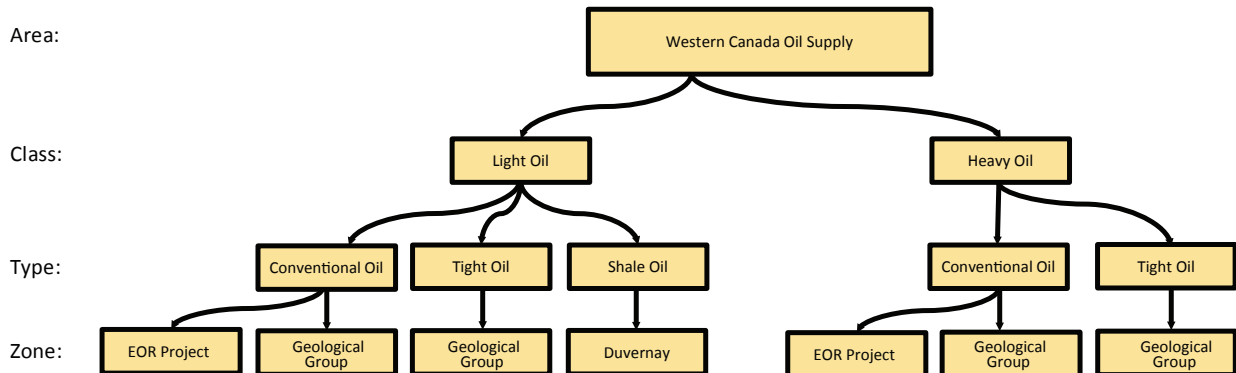 Area:
Western Canada Oil Supply
Class:
Light Oil
Heavy Oil
Type:
Conventional Oil
Tight Oil
Shale Oil
Conventional Oil
Tight Oil
Zone:
EOR Project
Geological
Group
Geological
Group
Duvernay
EOR Project
Geological
Group
Geological
Group